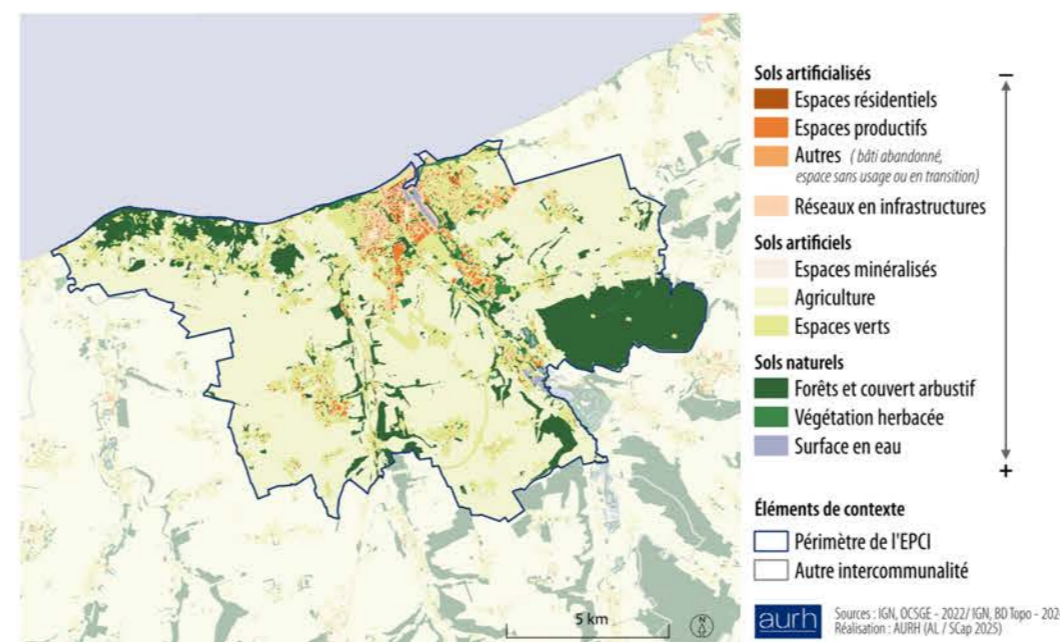 Sols artificialisés
Espaces résidentiels
Espaces productifs
Autres ( bâti abandonné,
espace sans usage ou en transition)
Réseaux en infrastructures
Sols artificiels
Espaces minéralisés
Agriculture
Espaces verts
Sols naturels
Forêts et couvert arbustif
Végétation herbacée
Surface en eau
–
+
Éléments de contexte
Périmètre de l'EPCI
Autre intercommunalité
5 km
N
aurh
Sources : IGN, OCSGE - 2022/ IGN, BD Topo - 202
Réalisation : AURH (AL / SCap 2025)